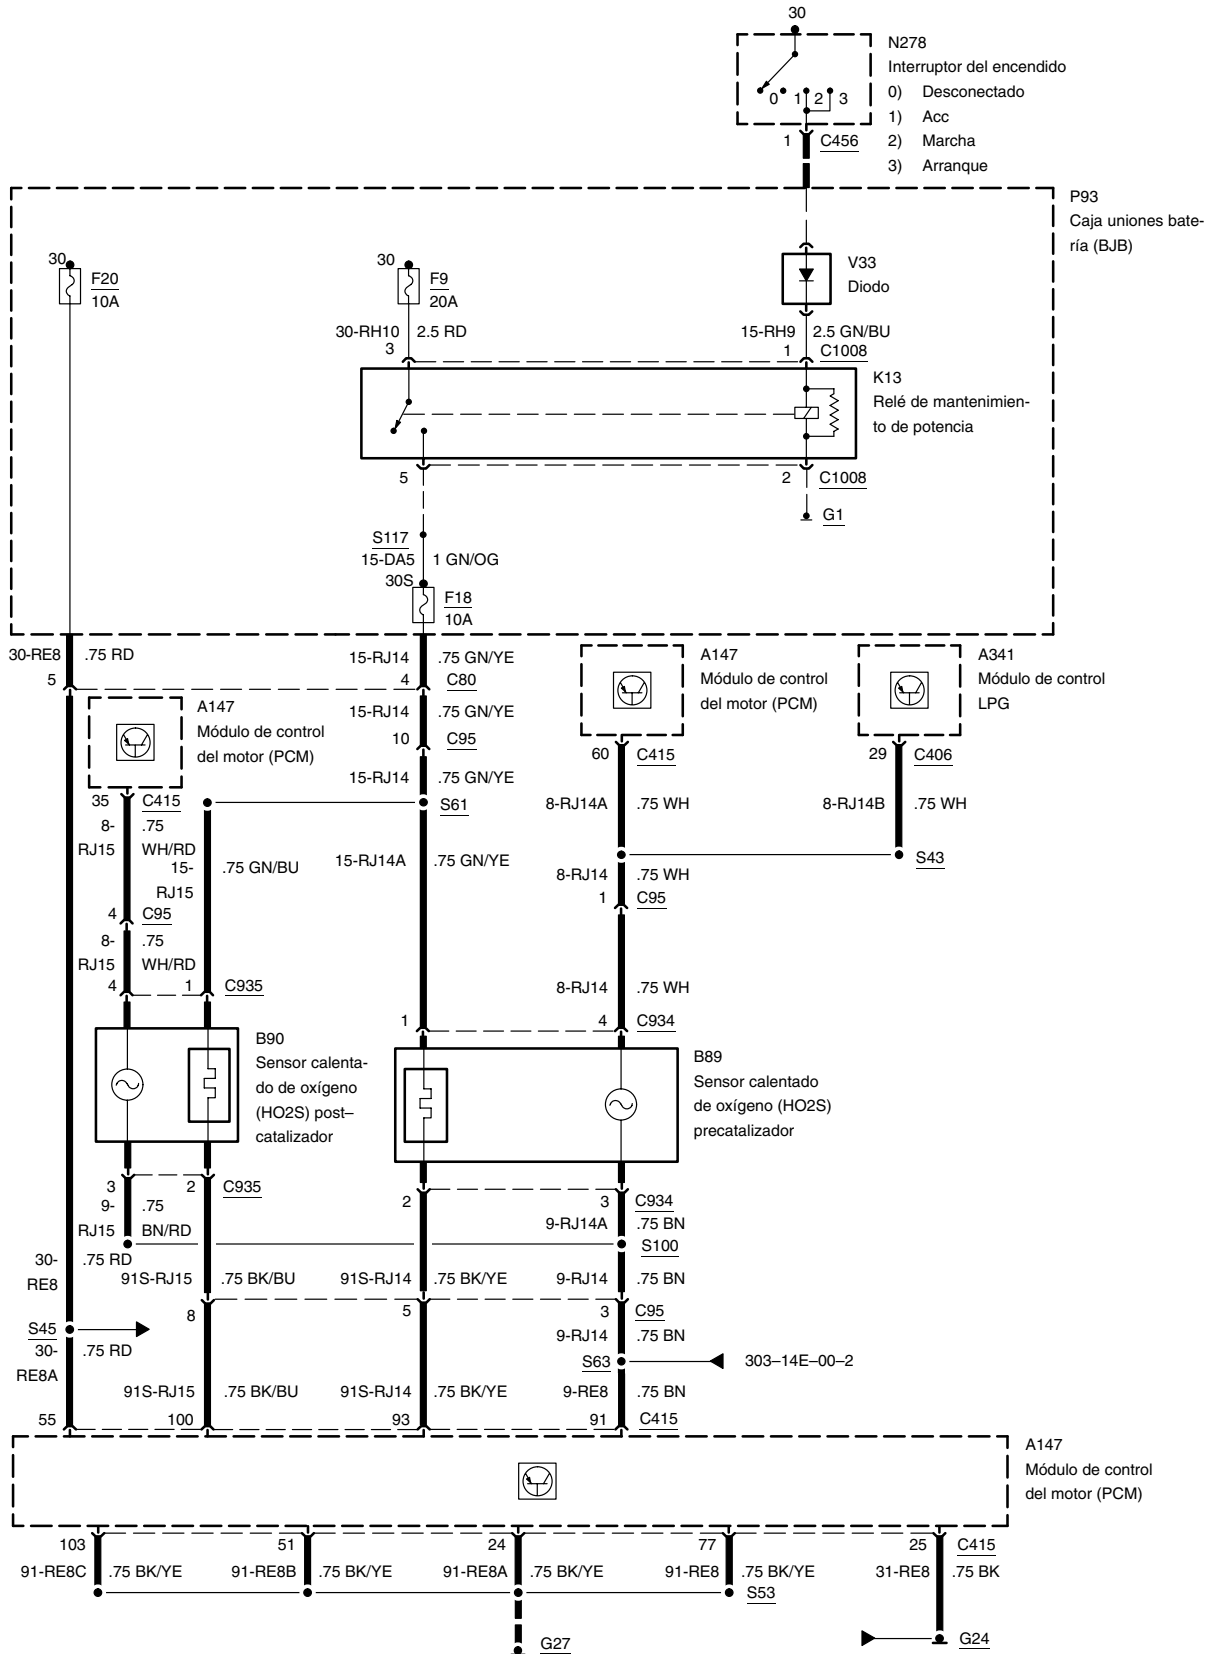 30
N278
Interruptor del encendido
0) Desconectado
1) Acc
2) Marcha
3) Arranque
0 1 2 3
1 C456
P93
Caja uniones bate-
ría (BJB)
30
F20
10A
30
F9
20A
V33
Diodo
30-RH10 2.5 RD
15-RH9 2.5 GN/BU
3
1 C1008
K13
Relé de mantenimien-
to de potencia
5
2 C1008
G1
S117
15-DA5 1 GN/OG
30S
F18
10A
30-RE8 .75 RD
15-RJ14 .75 GN/YE
5
4 C80
A147
Módulo de control
del motor (PCM)
A341
Módulo de control
LPG
A147
Módulo de control
del motor (PCM)
15-RJ14 .75 GN/YE
10 C95
15-RJ14 .75 GN/YE
60 C415
29 C406
35 C415
S61
8-RJ14A .75 WH
8-RJ14B .75 WH
8- .75
RJ15 WH/RD
15- .75 GN/BU
RJ15
15-RJ14A .75 GN/YE
S43
8-RJ14 .75 WH
1 C95
4 C95
8- .75
RJ15 WH/RD
4 1 C935
8-RJ14 .75 WH
1 4 C934
B90
Sensor calenta-
do de oxígeno
(HO2S) post–
catalizador
B89
Sensor calentado
de oxígeno (HO2S)
precatalizador
3 2 C935
2 3 C934
9- .75
RJ15 BN/RD
9-RJ14A .75 BN
S100
30- .75 RD
RE8
91S-RJ15 .75 BK/BU
91S-RJ14 .75 BK/YE
9-RJ14 .75 BN
8 5 3 C95
S45
9-RJ14 .75 BN
30- .75 RD
RE8A
S63
303–14E–00–2
91S-RJ15 .75 BK/BU
91S-RJ14 .75 BK/YE
9-RE8 .75 BN
55 100 93 91 C415
A147
Módulo de control
del motor (PCM)
103 51 24 77 25 C415
91-RE8C .75 BK/YE
91-RE8B .75 BK/YE
91-RE8A .75 BK/YE
91-RE8 .75 BK/YE
31-RE8 .75 BK
S53
G27
G24